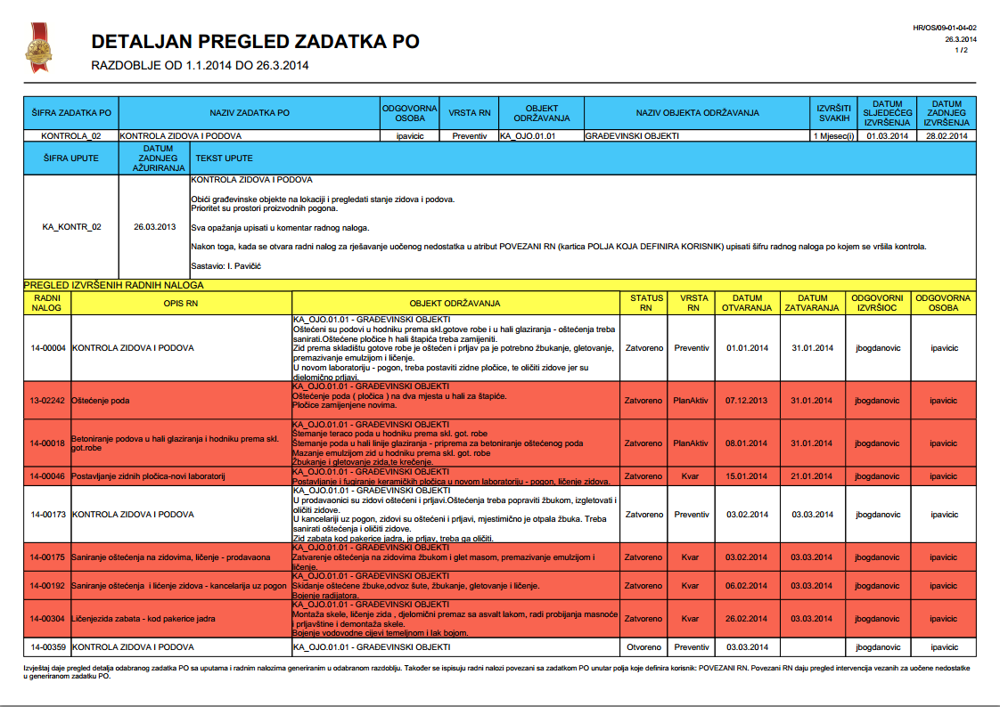 DETALJAN PREGLED ZADATKA PO
RAZDOBLJE OD 1.1.2014 DO 26.3.2014
HR/OS/09-01-04-02
26.3.2014
1 / 2
ŠIFRA ZADATKA PO NAZIV ZADATKA PO ODGOVORNA OSOBA VRSTA RN OBJEKT ODRŽAVANJA NAZIV OBJEKTA ODRŽAVANJA IZVRŠITI SVAKIH DATUM SLJEDEĆEG IZVRŠENJA DATUM ZADNJEG IZVRŠENJA
KONTROLA_02 KONTROLA ZIDOVA I PODOVA ipavicic Preventiv KA_OJO.01.01 GRAĐEVINSKI OBJEKTI 1 Mjesec(i) 01.03.2014 28.02.2014
ŠIFRA UPUTE DATUM ZADNJEG AŽURIRANJA TEKST UPUTE
KA_KONTR_02 26.03.2013
KONTROLA ZIDOVA I PODOVA
Obići građevinske objekte na lokaciji i pregledati stanje zidova i podova.
Prioritet su prostori proizvodnih pogona.
Sva opažanja upisati u komentar radnog naloga.
Nakon toga, kada se otvara radni nalog za rješavanje uočenog nedostatka u atribut POVEZANI RN (kartica POLJA KOJA DEFINIRA KORISNIK) upisati šifru radnog naloga po kojem se vršila kontrola.
Sastavio: I. Pavičić
PREGLED IZVRŠENIH RADNIH NALOGA
RADNI NALOG OPIS RN OBJEKT ODRŽAVANJA STATUS RN VRSTA RN DATUM OTVARANJA DATUM ZATVARANJA ODGOVORNI IZVRŠIOC ODGOVORNA OSOBA
14-00004 KONTROLA ZIDOVA I PODOVA
KA_OJO.01.01 - GRAĐEVINSKI OBJEKTI
Oštećeni su podovi u hodniku prema skl.gotove robe i u hali glaziranja - oštećenja treba
sanirati.Oštećene pločice h hali štapića treba zamijeniti.
Zid prema skladištu gotove robe je oštećen i prljav pa je potrebno žbukanje, gletovanje,
premazivanje emulzijom i ličenje.
U novom laboratoriju - pogon, treba postaviti zidne pločice, te oličiti zidove jer su
djelomično prljavi.
Zatvoreno Preventiv 01.01.2014 31.01.2014 jbogdanovic ipavicic
13-02242 Oštećenje poda
KA_OJO.01.01 - GRAĐEVINSKI OBJEKTI
Oštećenje poda ( pločica ) na dva mjesta u hali za štapiće.
Pločice zamijenjene novima.
Zatvoreno PlanAktiv 07.12.2013 31.01.2014 jbogdanovic ipavicic
14-00018 Betoniranje podova u hali glaziranja i hodniku prema skl.
got.robe
KA_OJO.01.01 - GRAĐEVINSKI OBJEKTI
Štemanje teraco poda u hodniku prema skl. got. robe
Štemanje poda u hali linije glaziranja - priprema za betoniranje oštećenog poda
Mazanje emulzijom zid u hodniku prema skl. got. robe
Žbukanje i gletovanje zida,te krečenje.
Zatvoreno PlanAktiv 08.01.2014 31.01.2014 jbogdanovic ipavicic
14-00046 Postavljanje zidnih pločica-novi laboratorij
KA_OJO.01.01 - GRAĐEVINSKI OBJEKTI
Postavljanje i fugiranje keramičkih pločica u novom laboratoriju - pogon, ličenje zidova.
Zatvoreno Kvar 15.01.2014 21.01.2014 jbogdanovic ipavicic
14-00173 KONTROLA ZIDOVA I PODOVA
KA_OJO.01.01 - GRAĐEVINSKI OBJEKTI
U prodavaonici su zidovi oštećeni i prljavi.Oštećenja treba popraviti žbukom, izgletovati i
oličiti zidove.
U kancelariji uz pogon, zidovi su oštećeni i prljavi, mjestimično je otpala žbuka. Treba
sanirati oštećenja i oličiti zidove.
Zid zabata kod pakerice jadra, je prljav, treba ga oličiti.
Zatvoreno Preventiv 03.02.2014 03.03.2014 jbogdanovic ipavicic
14-00175 Saniranje oštećenja na zidovima, ličenje - prodavaona
KA_OJO.01.01 - GRAĐEVINSKI OBJEKTI
Zatvarenje oštećenja na zidovima žbukom i glet masom, premazivanje emulzijom i
ličenje.
Zatvoreno Kvar 03.02.2014 03.03.2014 jbogdanovic ipavicic
14-00192 Saniranje oštećenja i lićenje zidova - kancelarija uz pogon
KA_OJO.01.01 - GRAĐEVINSKI OBJEKTI
Skidanje oštećene žbuke,odvoz šute, žbukanje, gletovanje i ličenje.
Bojenje radijatora.
Zatvoreno Kvar 06.02.2014 03.03.2014 jbogdanovic ipavicic
14-00304 Ličenjezida zabata - kod pakerice jadra
KA_OJO.01.01 - GRAĐEVINSKI OBJEKTI
Montaža skele, ličenje zida , djelomični premaz sa asvalt lakom, radi probijanja masnoće
i prljavštine i demontaža skele.
Bojenje vodovodne cijevi temeljnom i lak bojom.
Zatvoreno Kvar 26.02.2014 03.03.2014 jbogdanovic ipavicic
14-00359 KONTROLA ZIDOVA I PODOVA KA_OJO.01.01 - GRAĐEVINSKI OBJEKTI Otvoreno Preventiv 03.03.2014 jbogdanovic ipavicic
Izvještaj daje pregled detalja odabranog zadatka PO sa uputama i radnim nalozima generiranim u odabranom razdoblju. Također se ispisuju radni nalozi povezani sa zadatkom PO unutar polja koje definira korisnik: POVEZANI RN. Povezani RN daju pregled intervencija vezanih za uočene nedostatke
u generiranom zadatku PO.